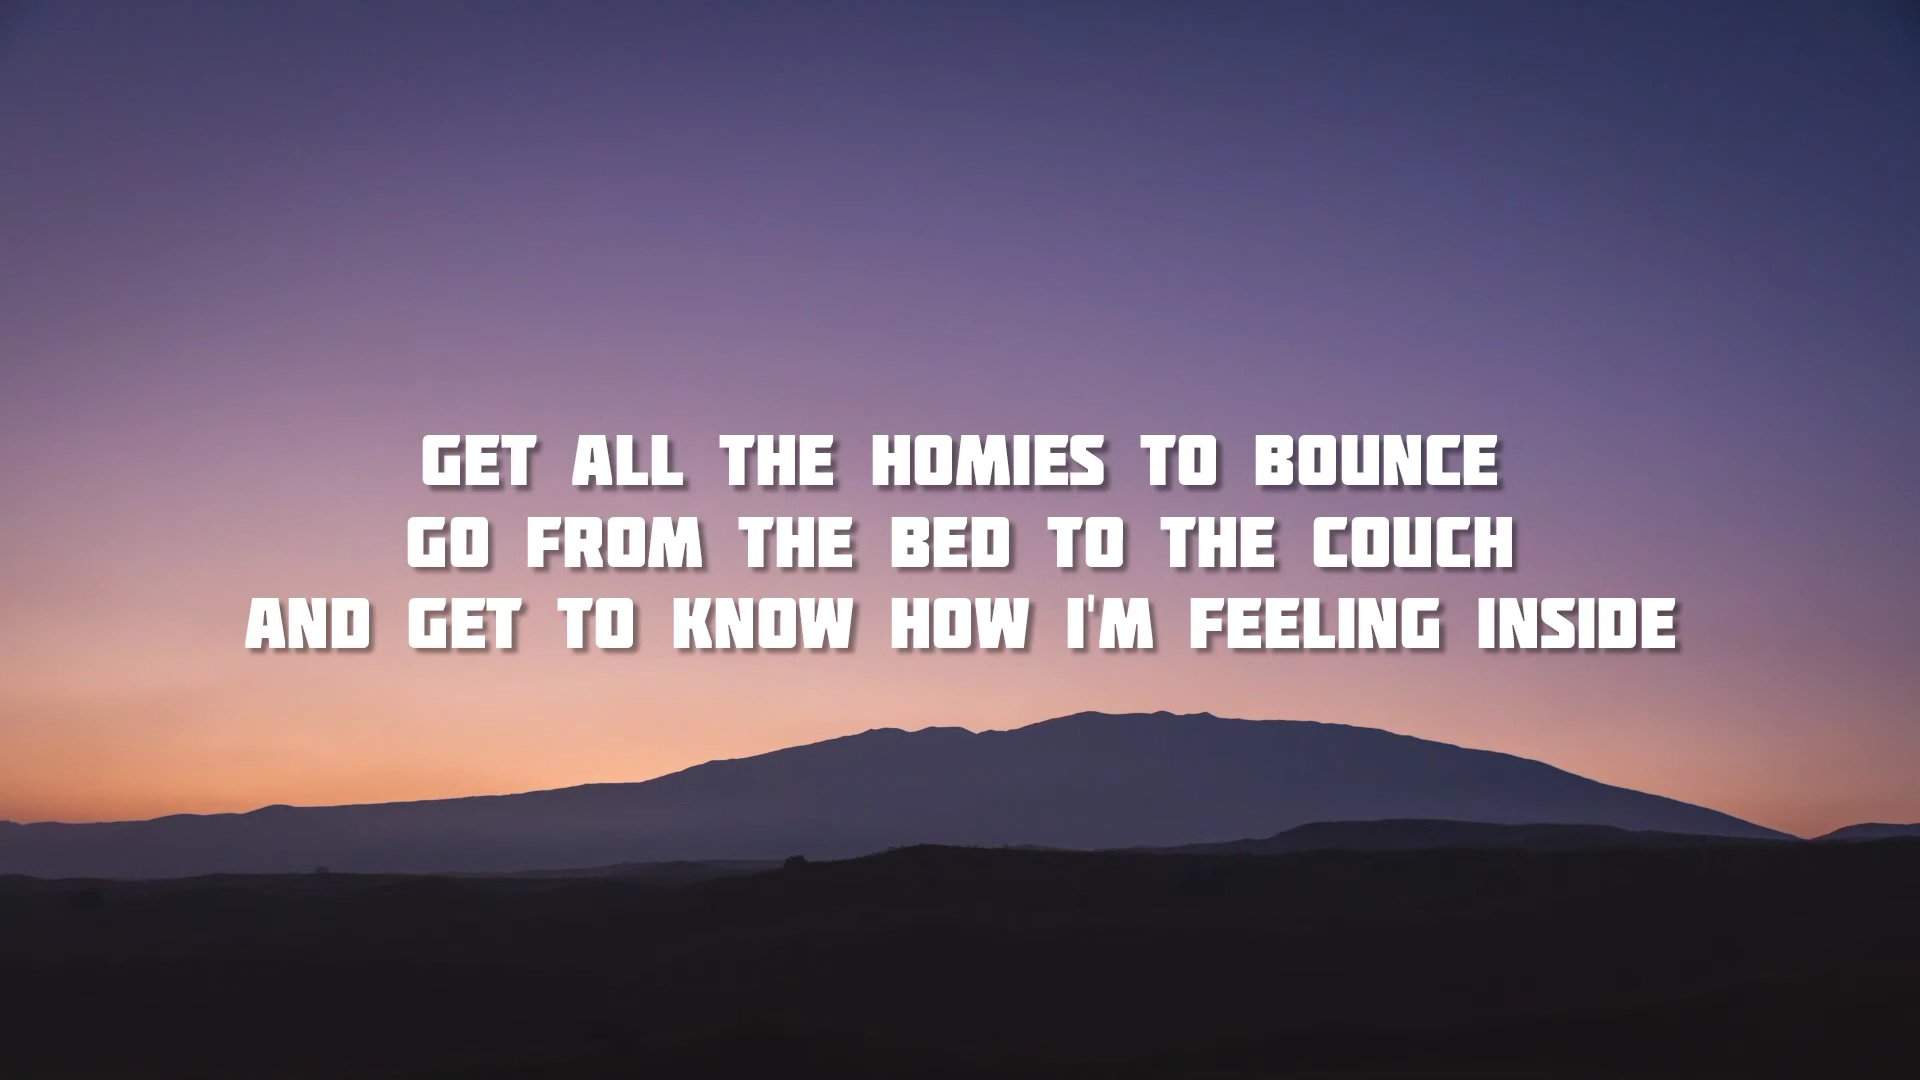 GET ALL THE HOMIES TO BOUNCE
GO FROM THE BED TO THE COUCH
AND GET TO KNOW HOW I'M FEELING INSIDE